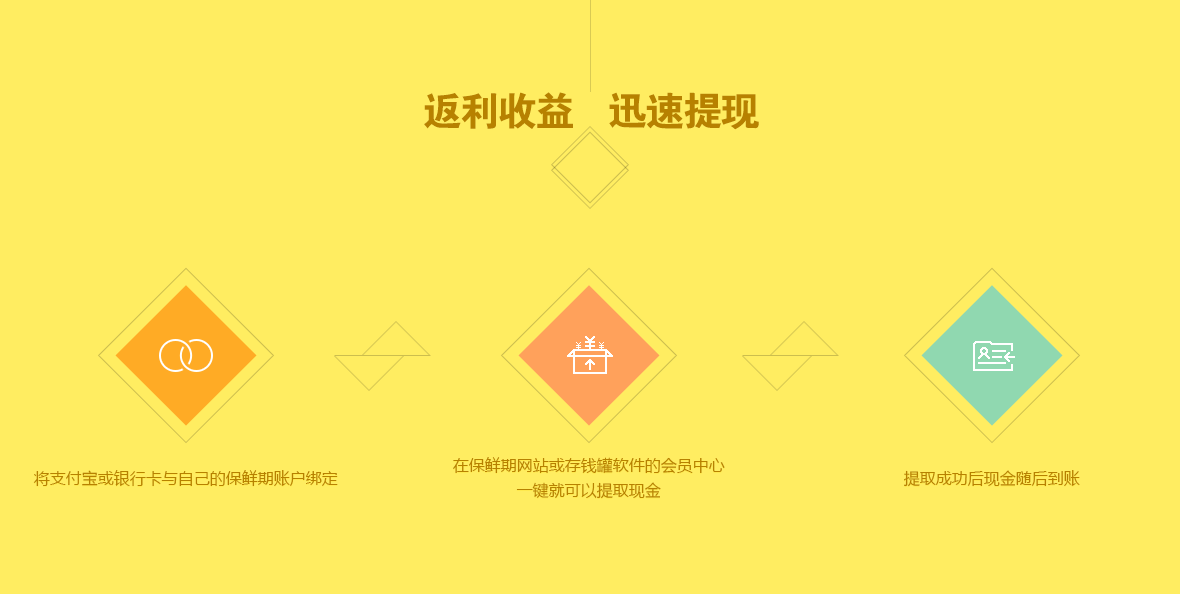 返利收益　迅速提现
将支付宝或银行卡与自己的保鲜期账户绑定
在保鲜期网站或存钱罐软件的会员中心
一键就可以提取现金
提取成功后现金随后到账